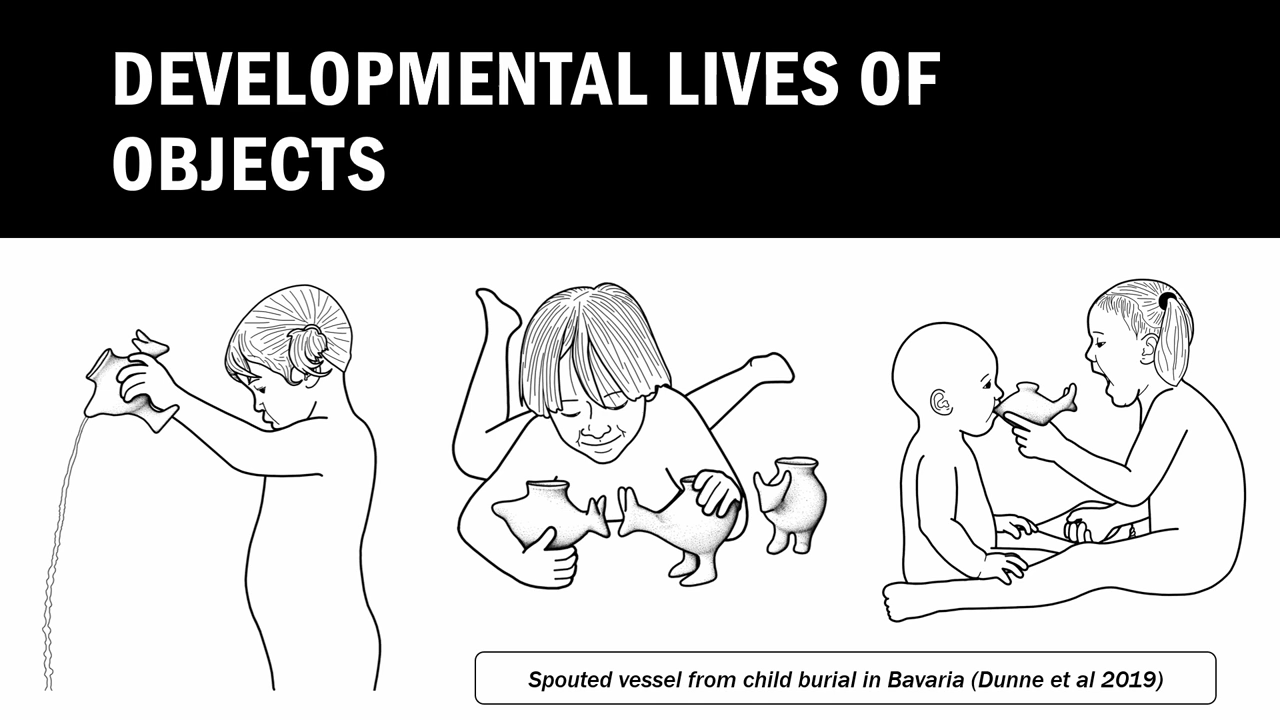 DEVELOPMENTAL LIVES OF
OBJECTS
Spouted vessel from child burial in Bavaria (Dunne et al 2019)